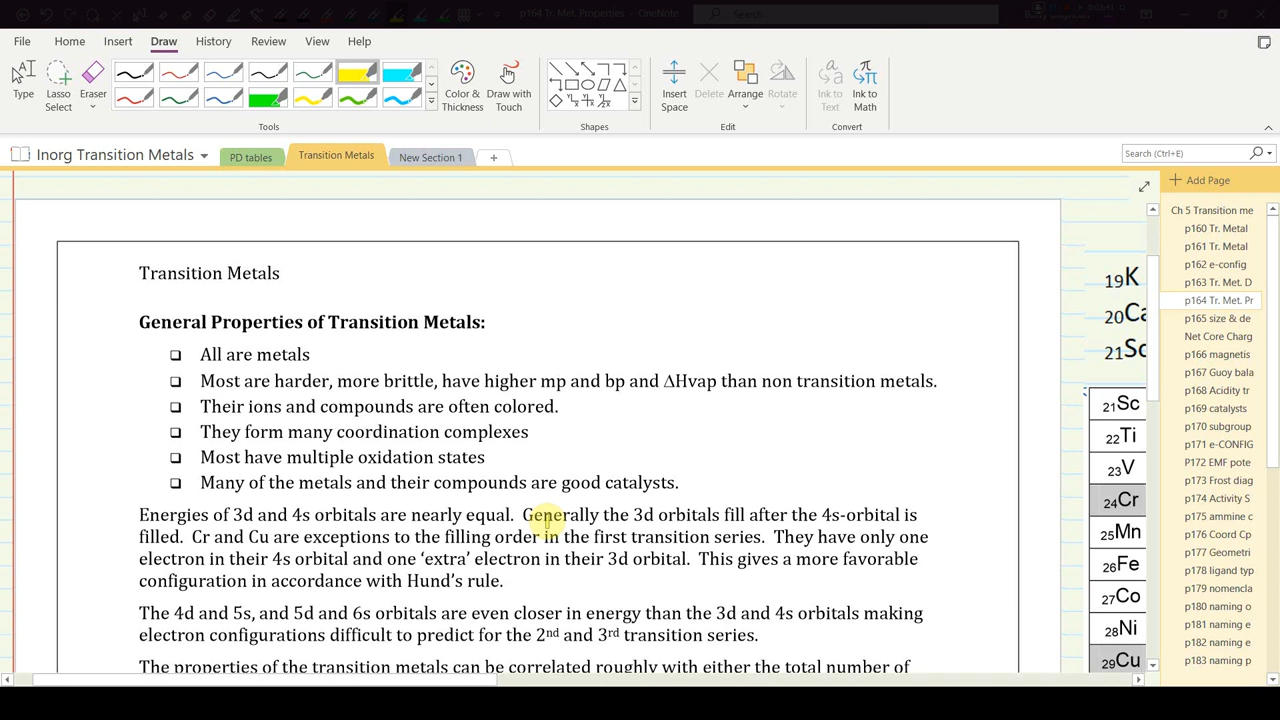 p164 Tr. Met. Properties - OneNote
Search
File Home Insert Draw History Review View Help
Type
Lasso Select
Eraser
Color & Thickness
Draw with Touch
Insert Space
Delete
Arrange
Rotate
Ink to Text
Ink to Math
Tools
Shapes
Edit
Convert
Inorg Transition Metals
PD tables
Transition Metals
New Section 1
+
Search (Ctrl+E)
Transition Metals
General Properties of Transition Metals:
All are metals
Most are harder, more brittle, have higher mp and bp and ΔHvap than non transition metals.
Their ions and compounds are often colored.
They form many coordination complexes
Most have multiple oxidation states
Many of the metals and their compounds are good catalysts.
Energies of 3d and 4s orbitals are nearly equal.  Generally the 3d orbitals fill after the 4s-orbital is
filled.  Cr and Cu are exceptions to the filling order in the first transition series.  They have only one
electron in their 4s orbital and one ‘extra’ electron in their 3d orbital.  This gives a more favorable
configuration in accordance with Hund's rule.
The 4d and 5s, and 5d and 6s orbitals are even closer in energy than the 3d and 4s orbitals making
electron configurations difficult to predict for the 2nd and 3rd transition series.
The properties of the transition metals can be correlated roughly with either the total number of
19K
20Ca
21Sc
21Sc
22Ti
23V
24Cr
25Mn
26Fe
27Co
28Ni
29Cu
Add Page
Ch 5 Transition me
p160 Tr. Metal
p161 Tr. Metal
p162 e-config
p163 Tr. Met. D
p164 Tr. Met. Pr
p165 size & de
Net Core Charg
p166 magnetis
p167 Guoy bala
p168 Acidity tr
p169 catalysts
p170 subgroup
p171 e-CONFIG
P172 EMF pote
p173 Frost diag
p174 Activity S
p175 ammine c
p176 Coord Cp
p177 Geometri
p178 ligand typ
p179 nomencla
p180 naming o
p181 naming e
p182 naming e
p183 naming p